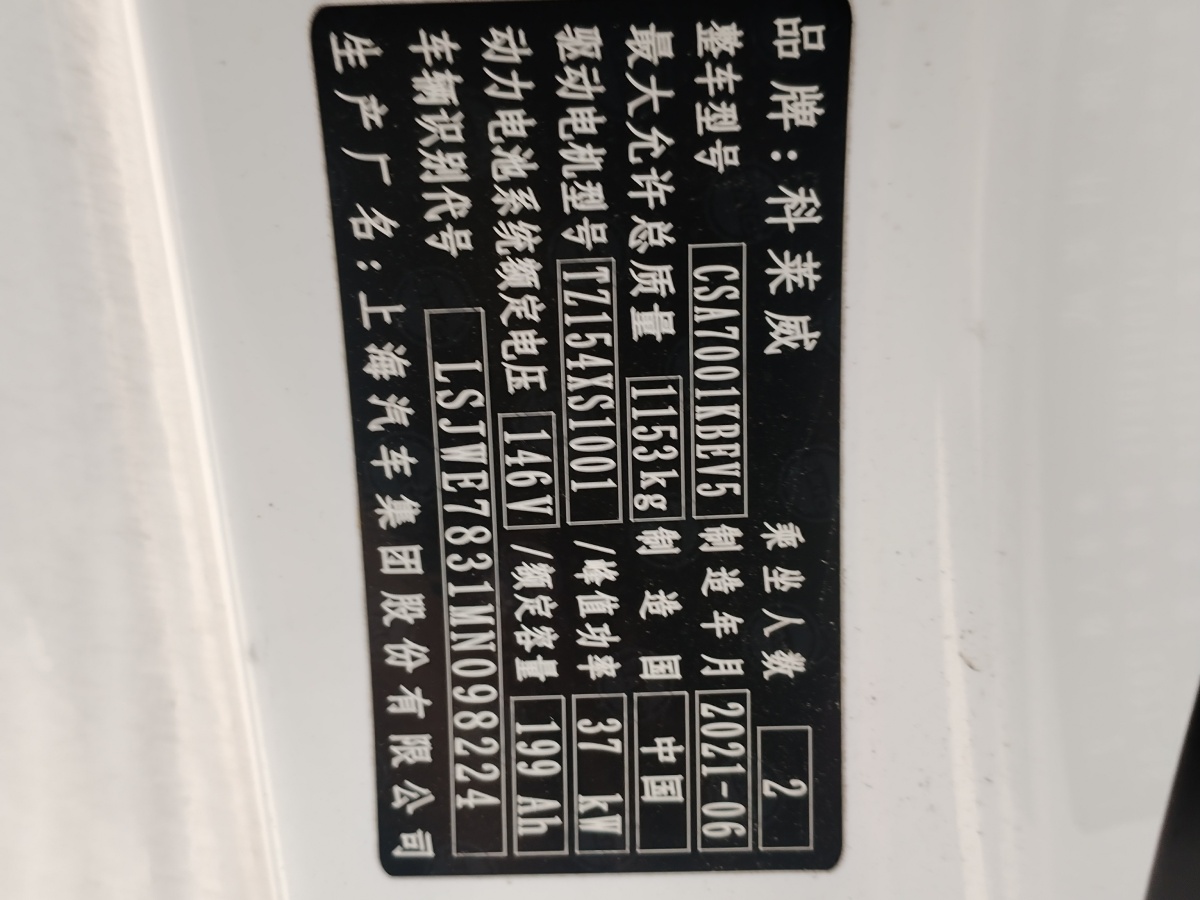 品牌：科莱威 乘坐人数 2
整车型号 CSA7001KBEV5 制造年月 2021-06
最大允许总质量 1153kg 制造国 中国
驱动电机型号 TZ154XS1001 /峰值功率 37 kW
动力电池系统额定电压 146V /额定容量 199 Ah
车辆识别代号 LSJWE7831MN098224
生产厂名：上海汽车集团股份有限公司